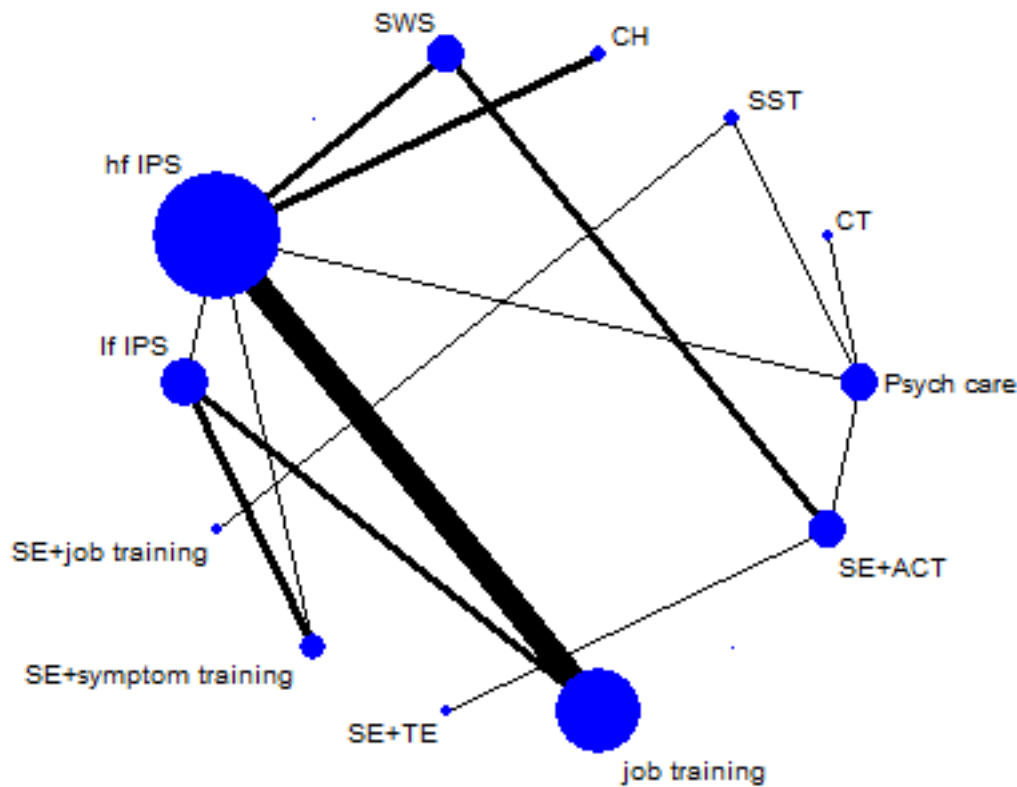 SWS
CH
SST
hf IPS
CT
lf IPS
Psych care
SE+job training
SE+ACT
SE+symptom training
SE+TE
job training